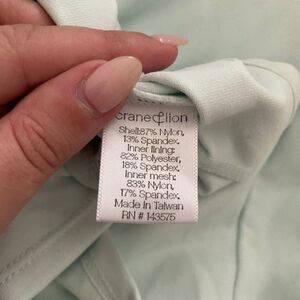 crane&lion
Shell:87% Nylon,
13% Spandex.
Inner lining:
82% Polyester,
18% Spandex.
Inner mesh:
83% Nylon,
17% Spandex.
Made In Taiwan
RN # 143575